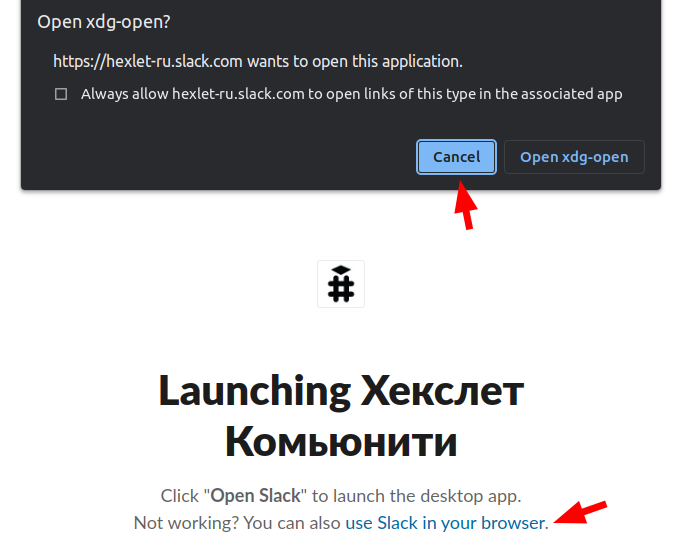 Open xdg-open?
https://hexlet-ru.slack.com wants to open this application.
Always allow hexlet-ru.slack.com to open links of this type in the associated app
Cancel Open xdg-open
Launching Хекслет
Комьюнити
Click "Open Slack" to launch the desktop app.
Not working? You can also use Slack in your browser.